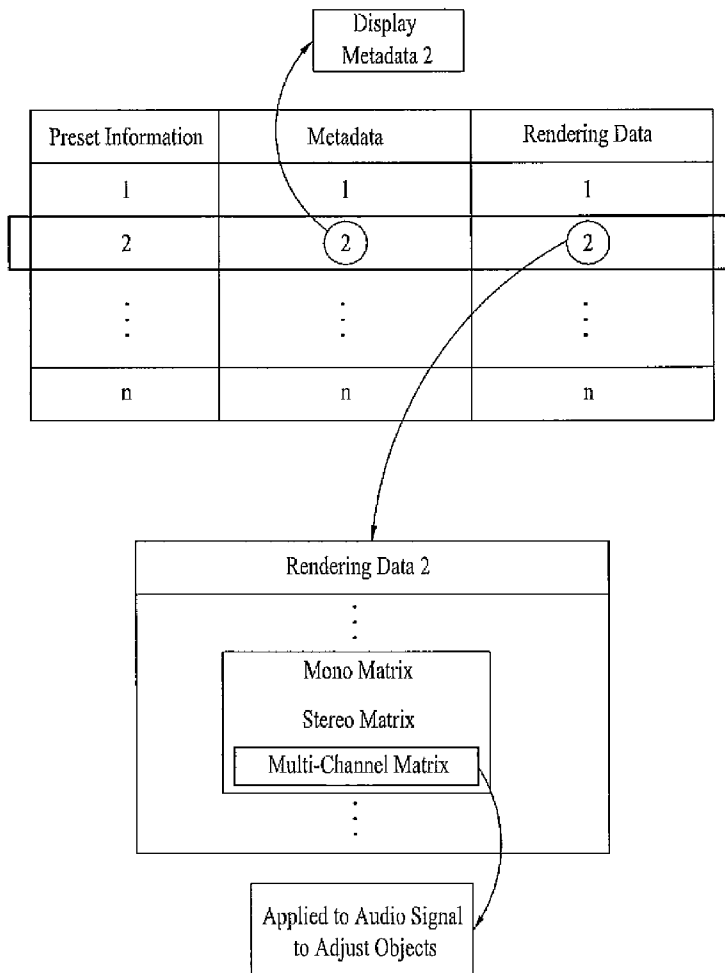 Display
Metadata 2
Preset Information Metadata Rendering Data
1 1 1
2 2 2
n n n
Rendering Data 2
Mono Matrix
Stereo Matrix
Multi-Channel Matrix
Applied to Audio Signal
to Adjust Objects